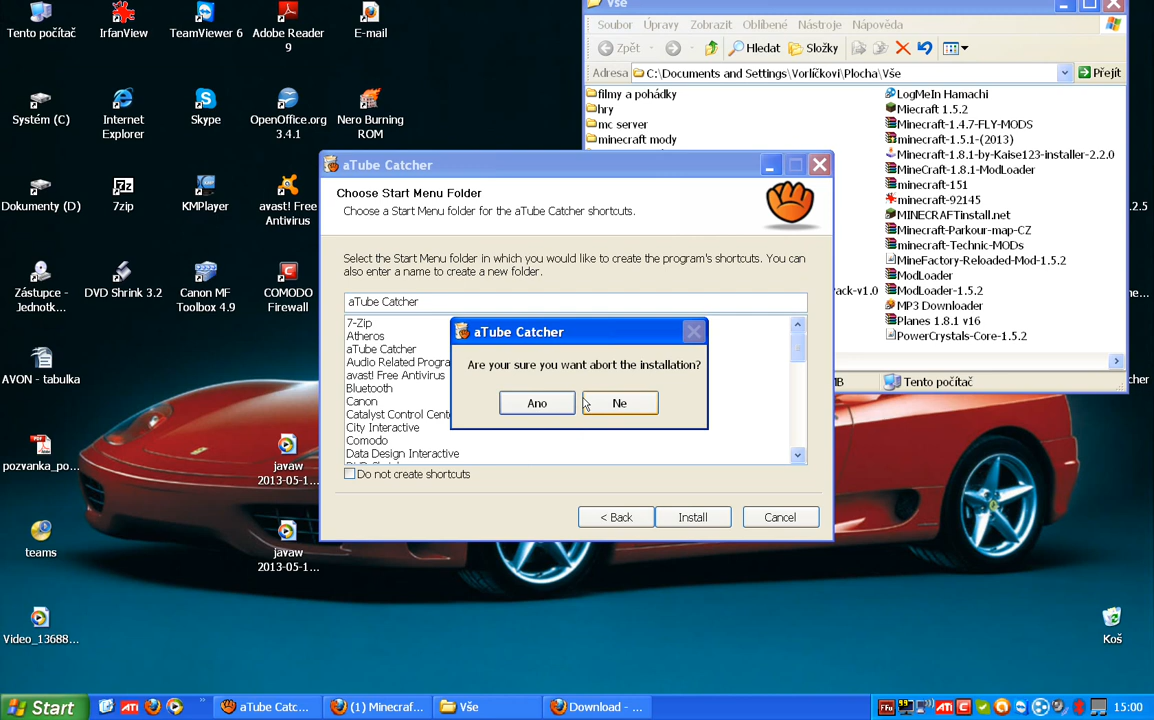 Tento počítač
IrfanView
TeamViewer 6
Adobe Reader
9
E-mail
Systém (C)
Internet
Explorer
Skype
OpenOffice.org
3.4.1
Nero Burning
ROM
Dokumenty (D)
7zip
KMPlayer
avast! Free
Antivirus
Zástupce -
Jednotk...
DVD Shrink 3.2
Canon MF
Toolbox 4.9
COMODO
Firewall
AVON - tabulka
pozvanka_po...
javaw
2013-05-1...
teams
javaw
2013-05-1...
Video_13688...
Koš
Vše
Soubor Úpravy Zobrazit Oblíbené Nástroje Nápověda
Zpět Hledat Složky
Adresa C:\Documents and Settings\Vorlíčkovi\Plocha\Vše Přejít
filmy a pohádky
hry
mc server
minecraft mody
LogMeIn Hamachi
Miecraft 1.5.2
Minecraft-1.4.7-FLY-MODS
minecraft-1.5.1-(2013)
Minecraft-1.8.1-by-Kaise123-installer-2.2.0
MineCraft-1.8.1-ModLoader
minecraft-151
minecraft-92145
MINECRAFTinstall.net
Minecraft-Parkour-map-CZ
minecraft-Technic-MODs
MineFactory-Reloaded-Mod-1.5.2
ModLoader
ModLoader-1.5.2
MP3 Downloader
Planes 1.8.1 v16
PowerCrystals-Core-1.5.2
ack-v1.0
MB Tento počítač
.2.5
ne...
cher
aTube Catcher
Choose Start Menu Folder
Choose a Start Menu folder for the aTube Catcher shortcuts.
Select the Start Menu folder in which you would like to create the program's shortcuts. You can
also enter a name to create a new folder.
aTube Catcher
7-Zip
Atheros
aTube Catcher
Audio Related Progra
avast! Free Antivirus
Bluetooth
Canon
Catalyst Control Cent
City Interactive
Comodo
Data Design Interactive
Do not create shortcuts
< Back Install Cancel
aTube Catcher
Are your sure you want abort the installation?
Ano Ne
Start ATI aTube Catc... (1) Minecraf... Vše Download - ... 99 ATI 15:00